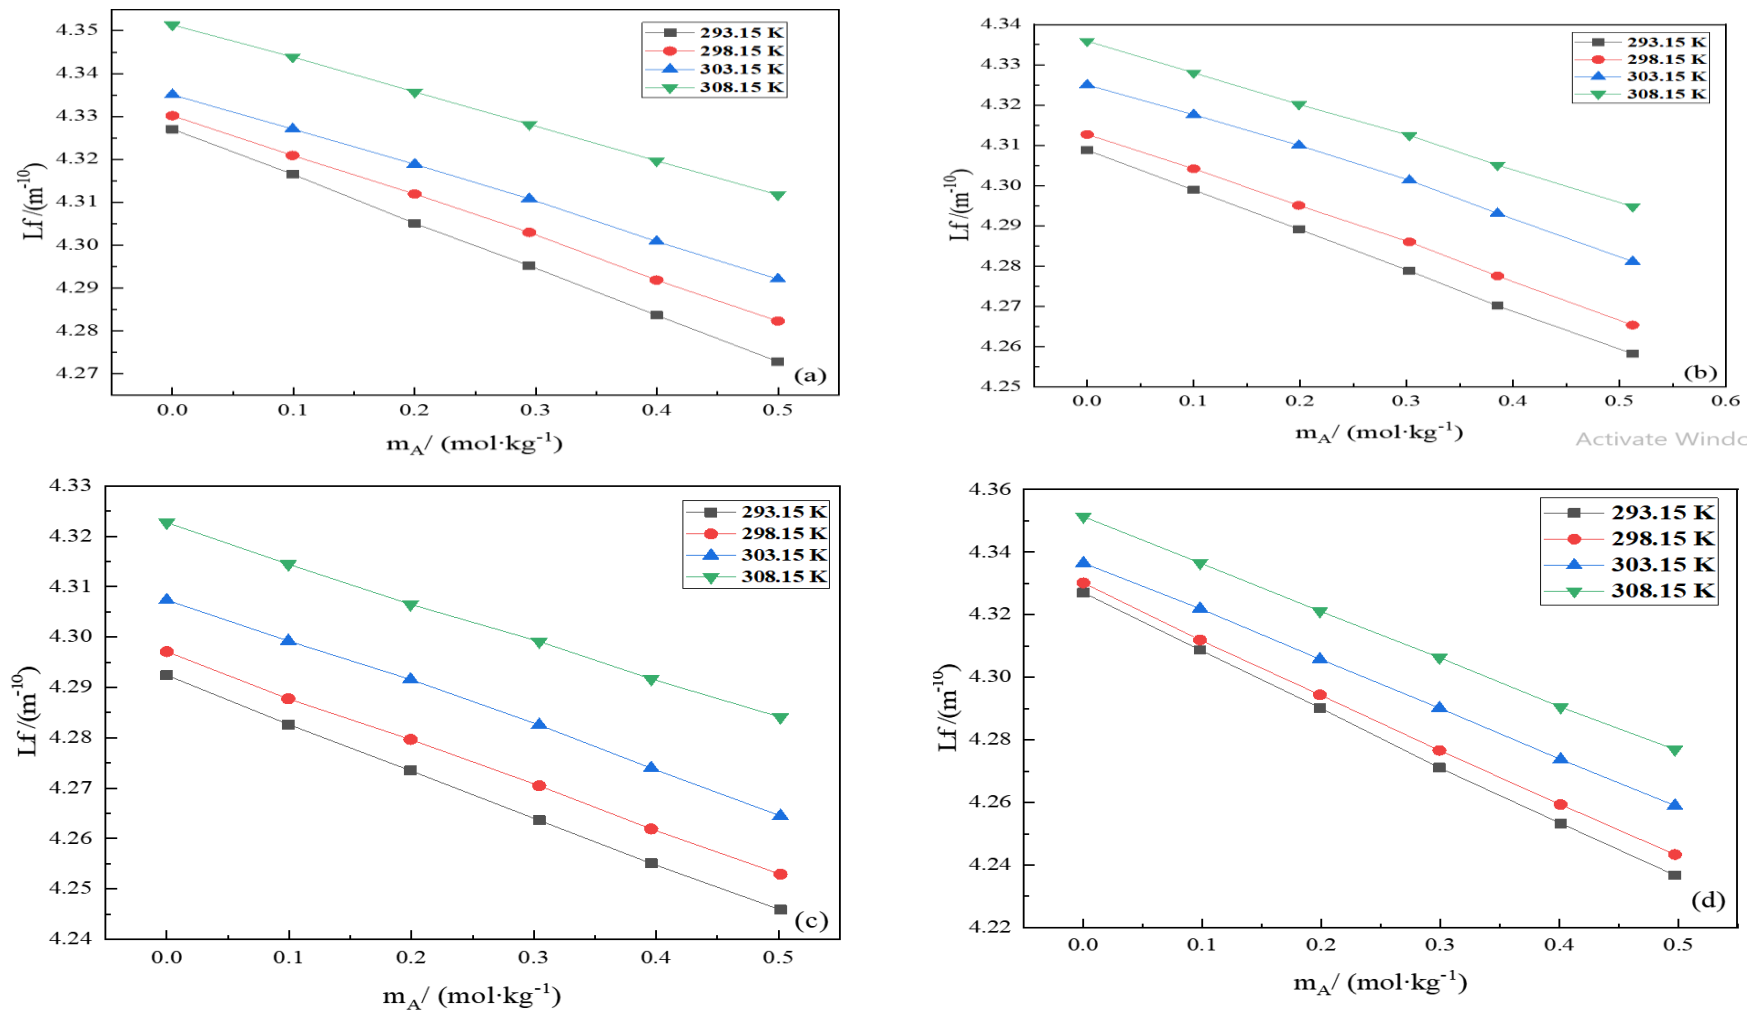 4.35
4.34
4.33
4.32
4.31
4.30
4.29
4.28
4.27
Lf /(m⁻¹⁰)
293.15 K
298.15 K
303.15 K
308.15 K
(a)
0.0 0.1 0.2 0.3 0.4 0.5
m_A/ (mol·kg⁻¹)
4.34
4.33
4.32
4.31
4.30
4.29
4.28
4.27
4.26
4.25
Lf /(m⁻¹⁰)
293.15 K
298.15 K
303.15 K
308.15 K
(b)
0.0 0.1 0.2 0.3 0.4 0.5 0.6
m_A/ (mol·kg⁻¹)
Activate Windo
4.33
4.32
4.31
4.30
4.29
4.28
4.27
4.26
4.25
4.24
Lf /(m⁻¹⁰)
293.15 K
298.15 K
303.15 K
308.15 K
(c)
0.0 0.1 0.2 0.3 0.4 0.5
m_A/ (mol·kg⁻¹)
4.36
4.34
4.32
4.30
4.28
4.26
4.24
4.22
Lf /(m⁻¹⁰)
293.15 K
298.15 K
303.15 K
308.15 K
(d)
0.0 0.1 0.2 0.3 0.4 0.5
m_A/ (mol·kg⁻¹)